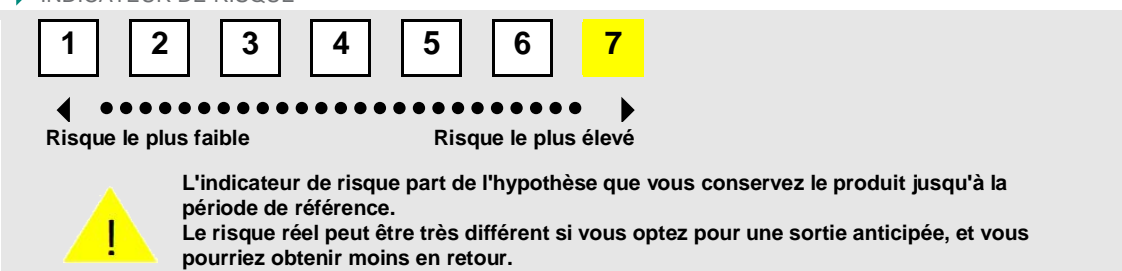 INDICATEUR DE RISQUE
1 2 3 4 5 6 7
Risque le plus faible Risque le plus élevé
L'indicateur de risque part de l'hypothèse que vous conservez le produit jusqu'à la
période de référence.
! Le risque réel peut être très différent si vous optez pour une sortie anticipée, et vous
pourriez obtenir moins en retour.